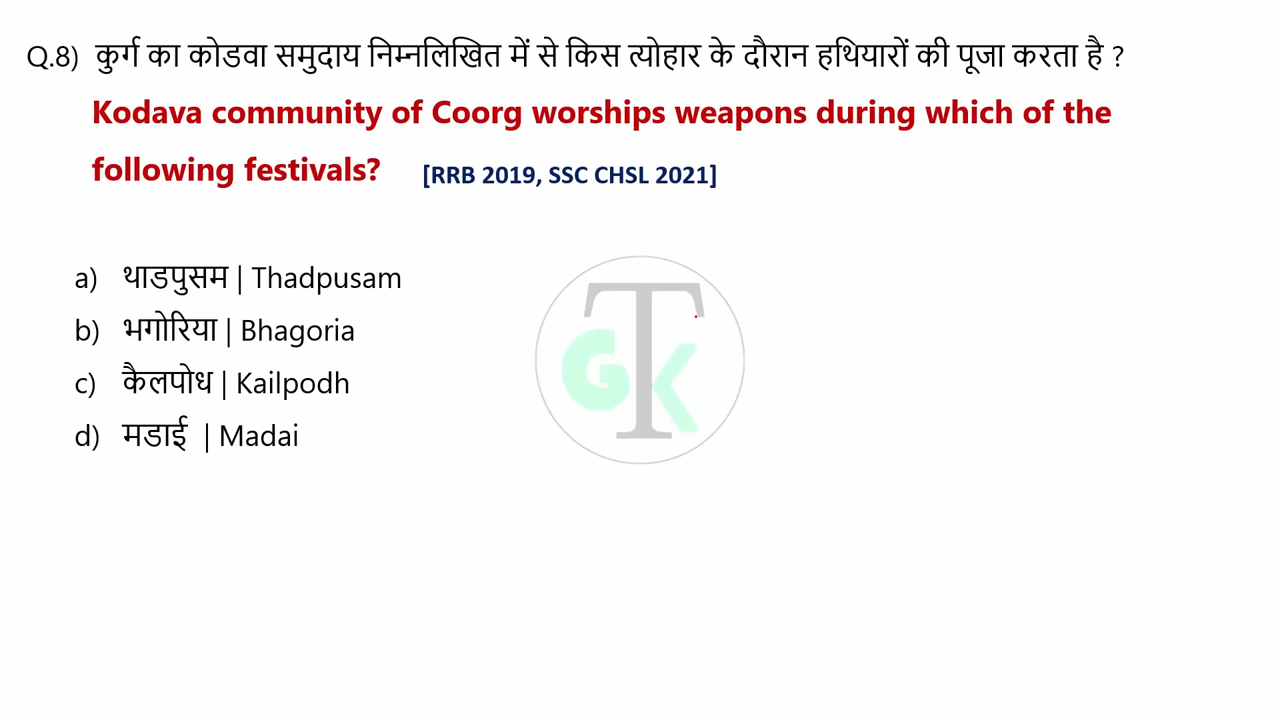 Q.8) कुर्ग का कोडवा समुदाय निम्नलिखित में से किस त्योहार के दौरान हथियारों की पूजा करता है ?
Kodava community of Coorg worships weapons during which of the
following festivals? [RRB 2019, SSC CHSL 2021]
a) थाडपुसम | Thadpusam
b) भगोरिया | Bhagoria
c) कैलपोध | Kailpodh
d) मडाई | Madai
GTK